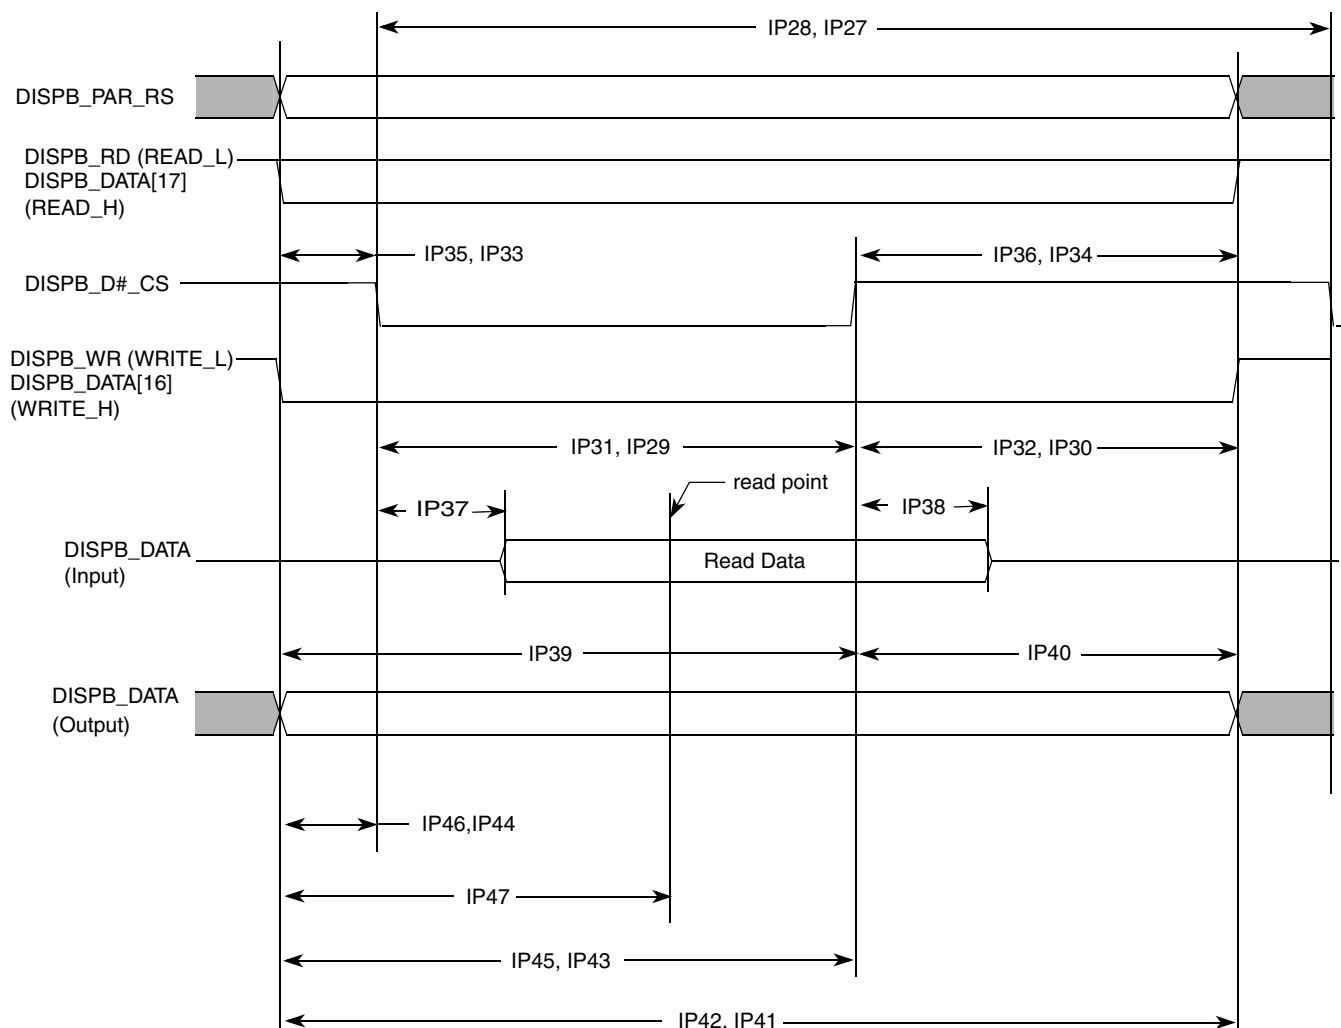 IP28, IP27
DISPB_PAR_RS
DISPB_RD (READ_L)
DISPB_DATA[17]
(READ_H)
IP35, IP33
IP36, IP34
DISPB_D#_CS
DISPB_WR (WRITE_L)
DISPB_DATA[16]
(WRITE_H)
IP31, IP29
IP32, IP30
read point
IP37
IP38
DISPB_DATA
(Input)
Read Data
IP39
IP40
DISPB_DATA
(Output)
IP46,IP44
IP47
IP45, IP43
IP42, IP41